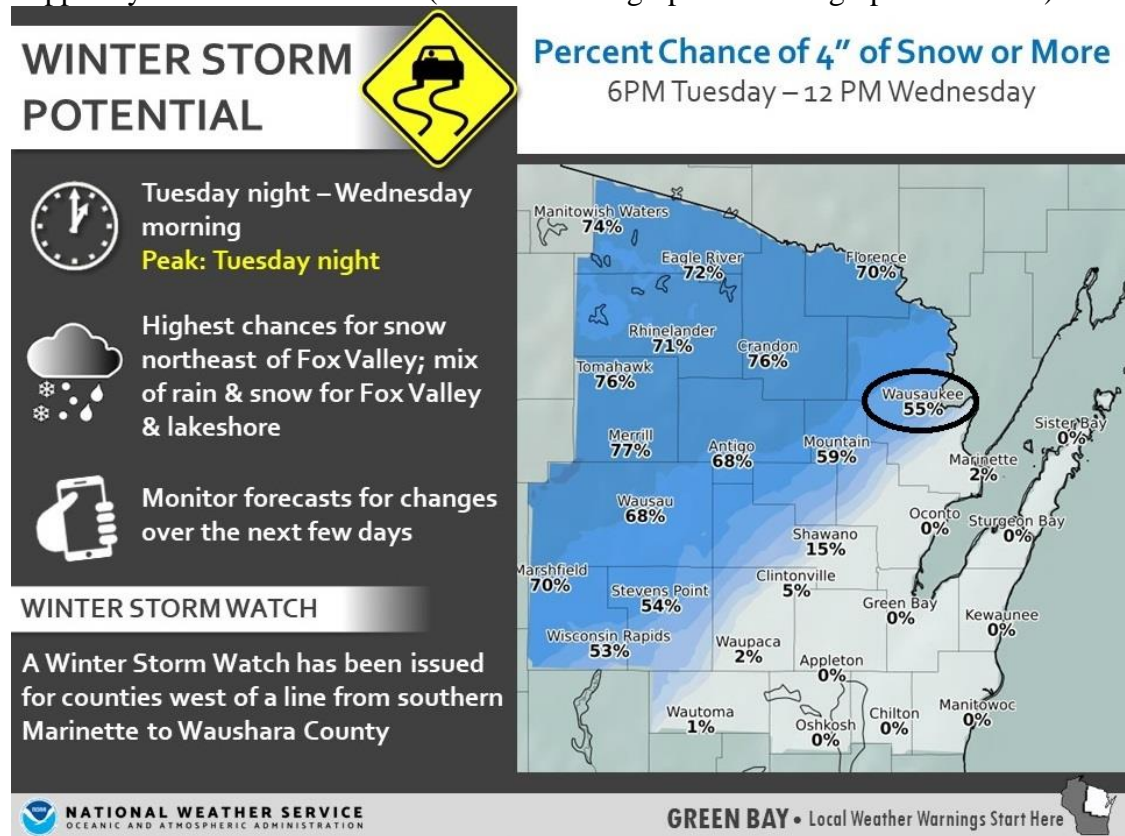 WINTER STORM
POTENTIAL
Tuesday night – Wednesday
morning
Peak: Tuesday night
Highest chances for snow
northeast of Fox Valley; mix
of rain & snow for Fox Valley
& lakeshore
Monitor forecasts for changes
over the next few days
WINTER STORM WATCH
A Winter Storm Watch has been issued
for counties west of a line from southern
Marinette to Waushara County
Percent Chance of 4" of Snow or More
6PM Tuesday – 12 PM Wednesday
Manitowish Waters
74%
Eagle River
72%
Florence
70%
Rhinelander
71%
Crandon
76%
Tomahawk
76%
Wausaukee
55%
Sister Bay
0%
Merrill
77%
Antigo
68%
Mountain
59%
Marinette
2%
Wausau
68%
Oconto
0%
Sturgeon Bay
0%
Shawano
15%
Marshfield
70%
Clintonville
5%
Stevens Point
54%
Green Bay
0%
Kewaunee
0%
Wisconsin Rapids
53%
Waupaca
2%
Appleton
0%
Wautoma
1%
Oshkosh
0%
Chilton
0%
Manitowoc
0%
NATIONAL WEATHER SERVICE
OCEANIC AND ATMOSPHERIC ADMINISTRATION
GREEN BAY • Local Weather Warnings Start Here